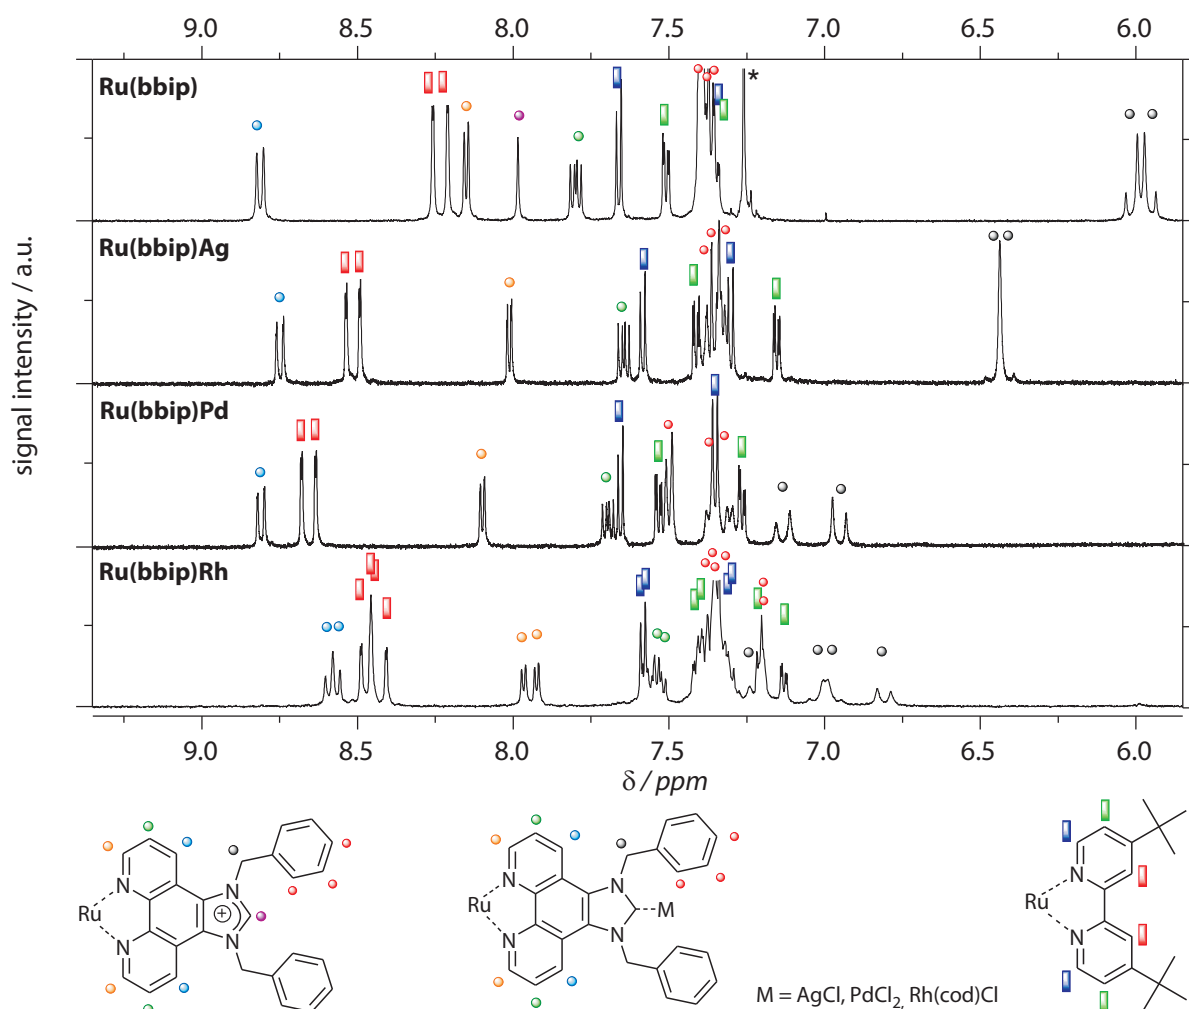 9.0 8.5 8.0 7.5 7.0 6.5 6.0
Ru(bbip)
*
Ru(bbip)Ag
Ru(bbip)Pd
Ru(bbip)Rh
signal intensity / a.u.
9.0 8.5 8.0 7.5 7.0 6.5 6.0
δ / ppm
N
N
Ru
+
N
N
N
N
Ru
M
N
N
N
Ru
N
M = AgCl, PdCl₂, Rh(cod)Cl